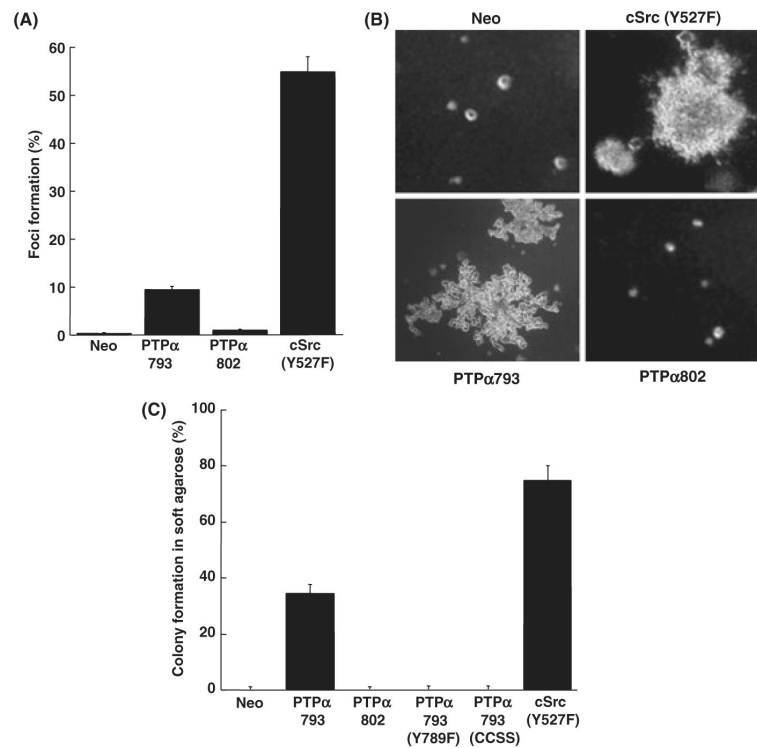 (A)
Foci formation (%)
60
50
40
30
20
10
0
Neo
PTPα
793
PTPα
802
cSrc
(Y527F)
(B)
Neo
cSrc (Y527F)
PTPα793
PTPα802
(C)
Colony formation in soft agarose (%)
100
80
60
40
20
0
Neo
PTPα
793
PTPα
802
PTPα
793
(Y789F)
PTPα
793
(CCSS)
cSrc
(Y527F)